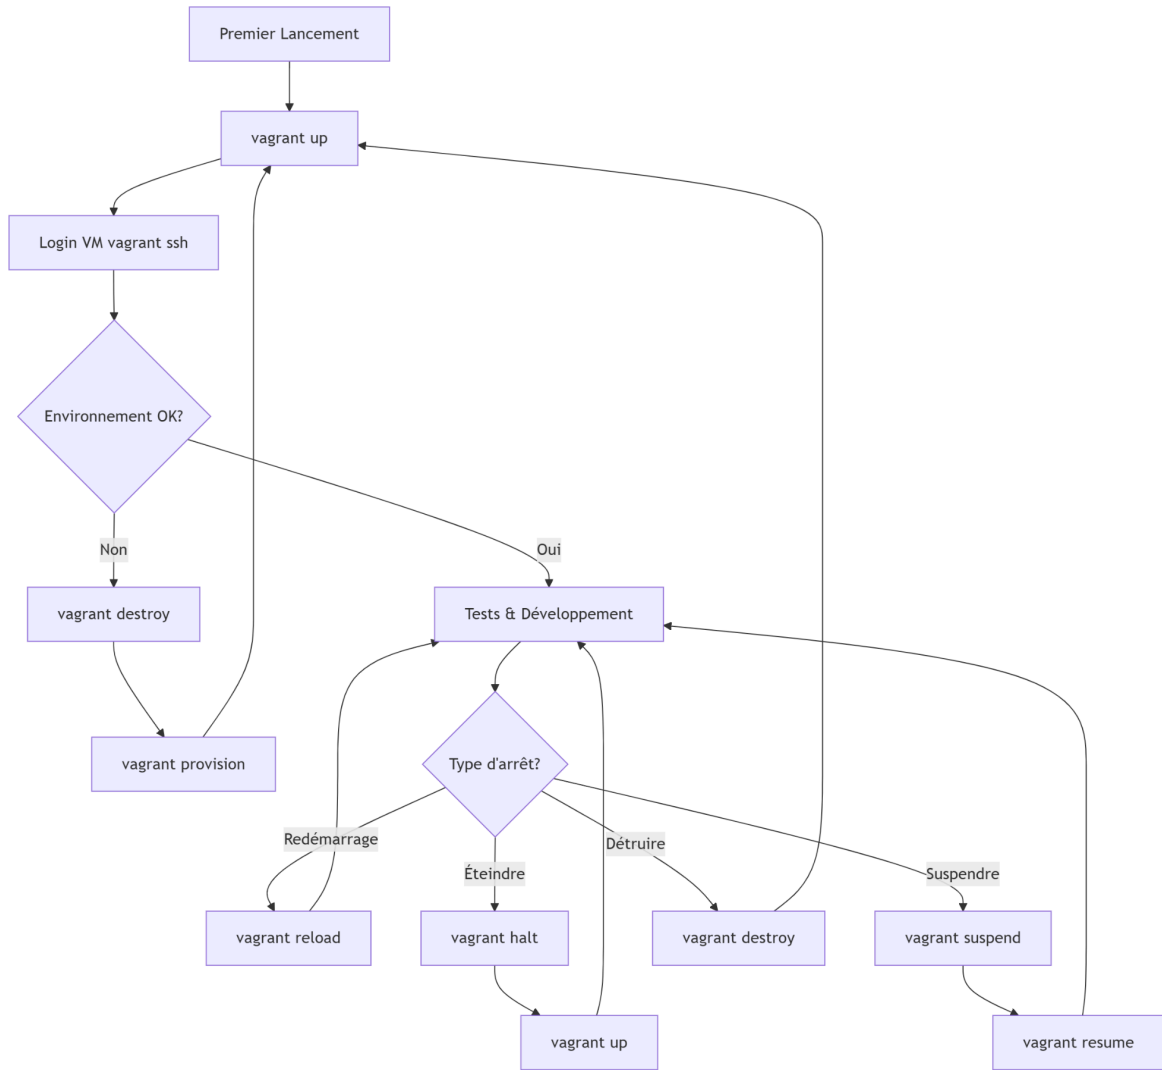 Premier Lancement
vagrant up
Login VM vagrant ssh
Environnement OK?
Non
Oui
vagrant destroy
Tests & Développement
vagrant provision
Type d'arrêt?
Redémarrage
Éteindre
Détruire
Suspendre
vagrant reload
vagrant halt
vagrant destroy
vagrant suspend
vagrant up
vagrant resume